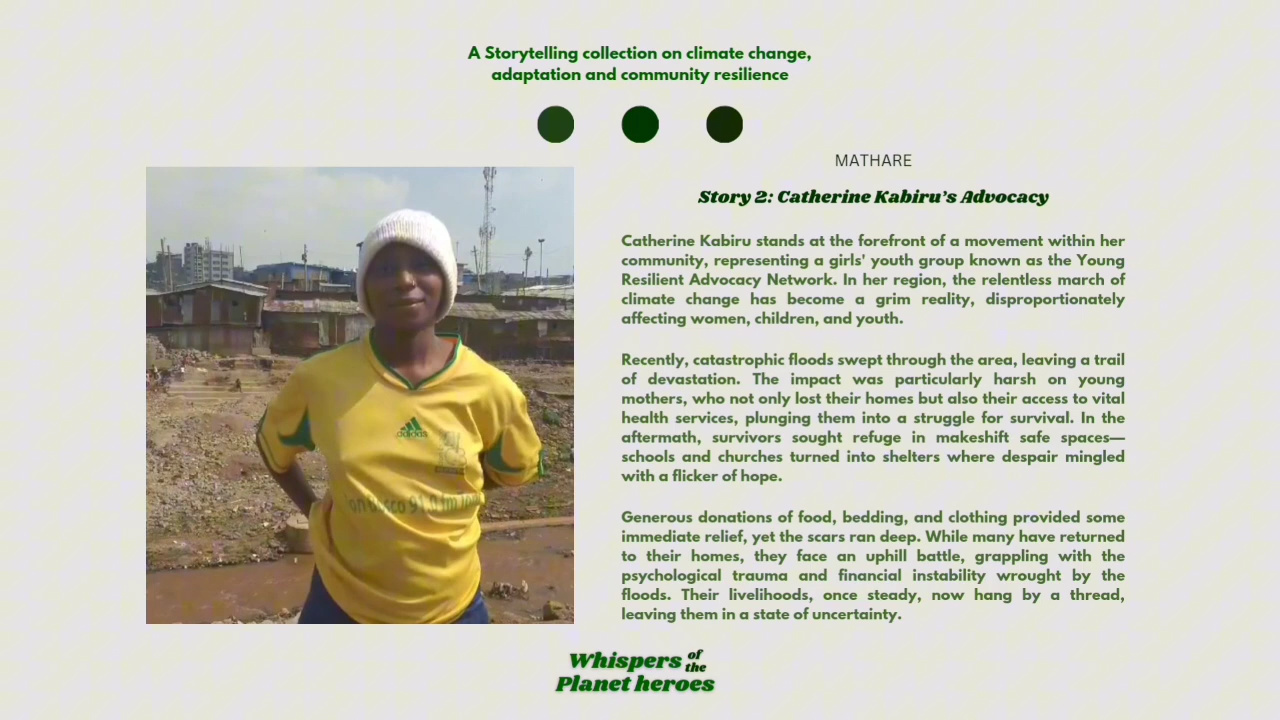 A Storytelling collection on climate change,
adaptation and community resilience
MATHARE
Story 2: Catherine Kabiru’s Advocacy
Catherine Kabiru stands at the forefront of a movement within her
community, representing a girls' youth group known as the Young
Resilient Advocacy Network. In her region, the relentless march of
climate change has become a grim reality, disproportionately
affecting women, children, and youth.
Recently, catastrophic floods swept through the area, leaving a trail
of devastation. The impact was particularly harsh on young
mothers, who not only lost their homes but also their access to vital
health services, plunging them into a struggle for survival. In the
aftermath, survivors sought refuge in makeshift safe spaces—
schools and churches turned into shelters where despair mingled
with a flicker of hope.
Generous donations of food, bedding, and clothing provided some
immediate relief, yet the scars ran deep. While many have returned
to their homes, they face an uphill battle, grappling with the
psychological trauma and financial instability wrought by the
floods. Their livelihoods, once steady, now hang by a thread,
leaving them in a state of uncertainty.
adidas
Whispers of the
Planet heroes